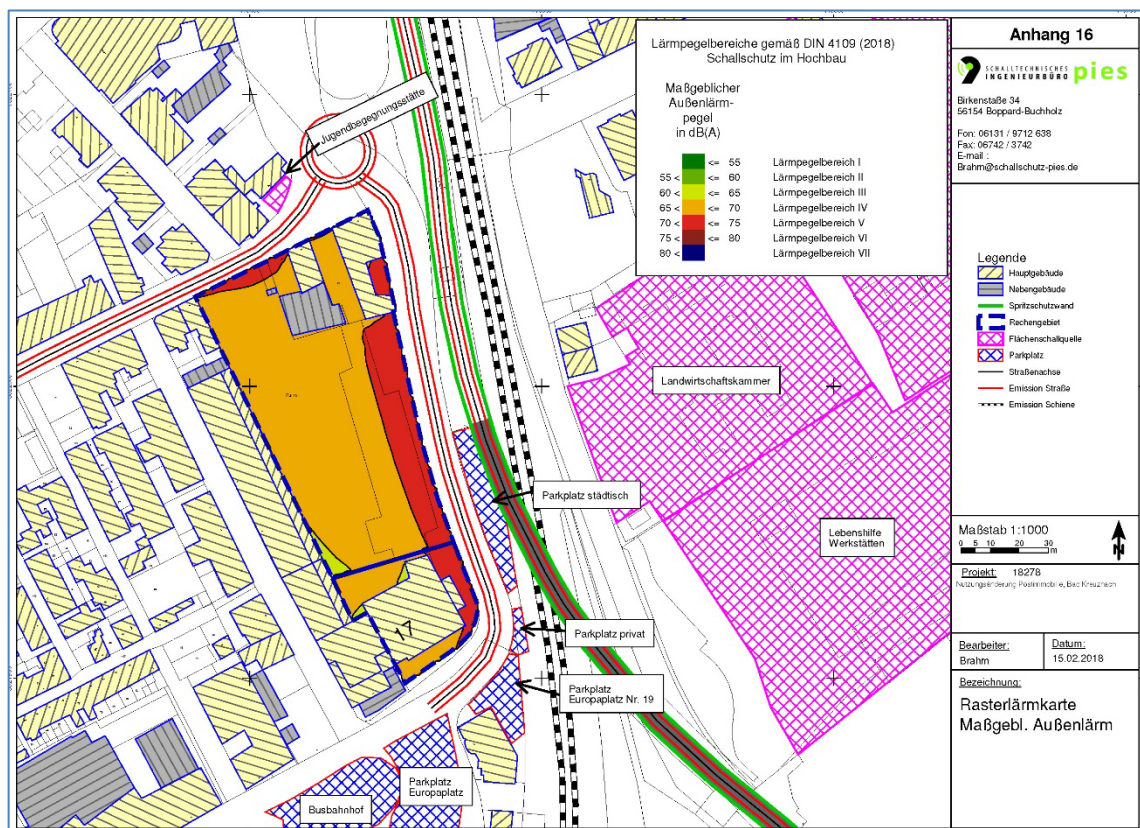 Lärmpegelbereiche gemäß DIN 4109 (2018)
Schallschutz im Hochbau
Maßgeblicher
Außenlärm-
pegel
in dB(A)
<= 55 Lärmpegelbereich I
55 < <= 60 Lärmpegelbereich II
60 < <= 65 Lärmpegelbereich III
65 < <= 70 Lärmpegelbereich IV
70 < <= 75 Lärmpegelbereich V
75 < <= 80 Lärmpegelbereich VI
80 < Lärmpegelbereich VII
Jugendbegegnungsstätte
Landwirtschaftskammer
Parkplatz städtisch
Lebenshilfe
Werkstätten
17
Parkplatz privat
Parkplatz
Europaplatz Nr. 19
Parkplatz
Europaplatz
Busbahnhof
Anhang 16
SCHALLTECHNISCHES
INGENIEURBÜRO pies
Birkenstraße 34
56154 Boppard-Buchholz
Fon: 06131 / 9712 638
Fax: 06742 / 3742
E-mail :
Brahm@schallschutz-pies.de
Legende
Hauptgebäude
Nebengebäude
Spritzschutzwand
Rechengebiet
Flächenschallquelle
Parkplatz
Straßenachse
Emission Straße
Emission Schiene
Maßstab 1:1000
0 5 10 20 30
m
N
Projekt: 18278
Nutzungsänderung Postimmobilie, Bad Kreuznach
Bearbeiter:
Brahm
Datum:
15.02.2018
Bezeichnung:
Rasterlärmkarte
Maßgebl. Außenlärm